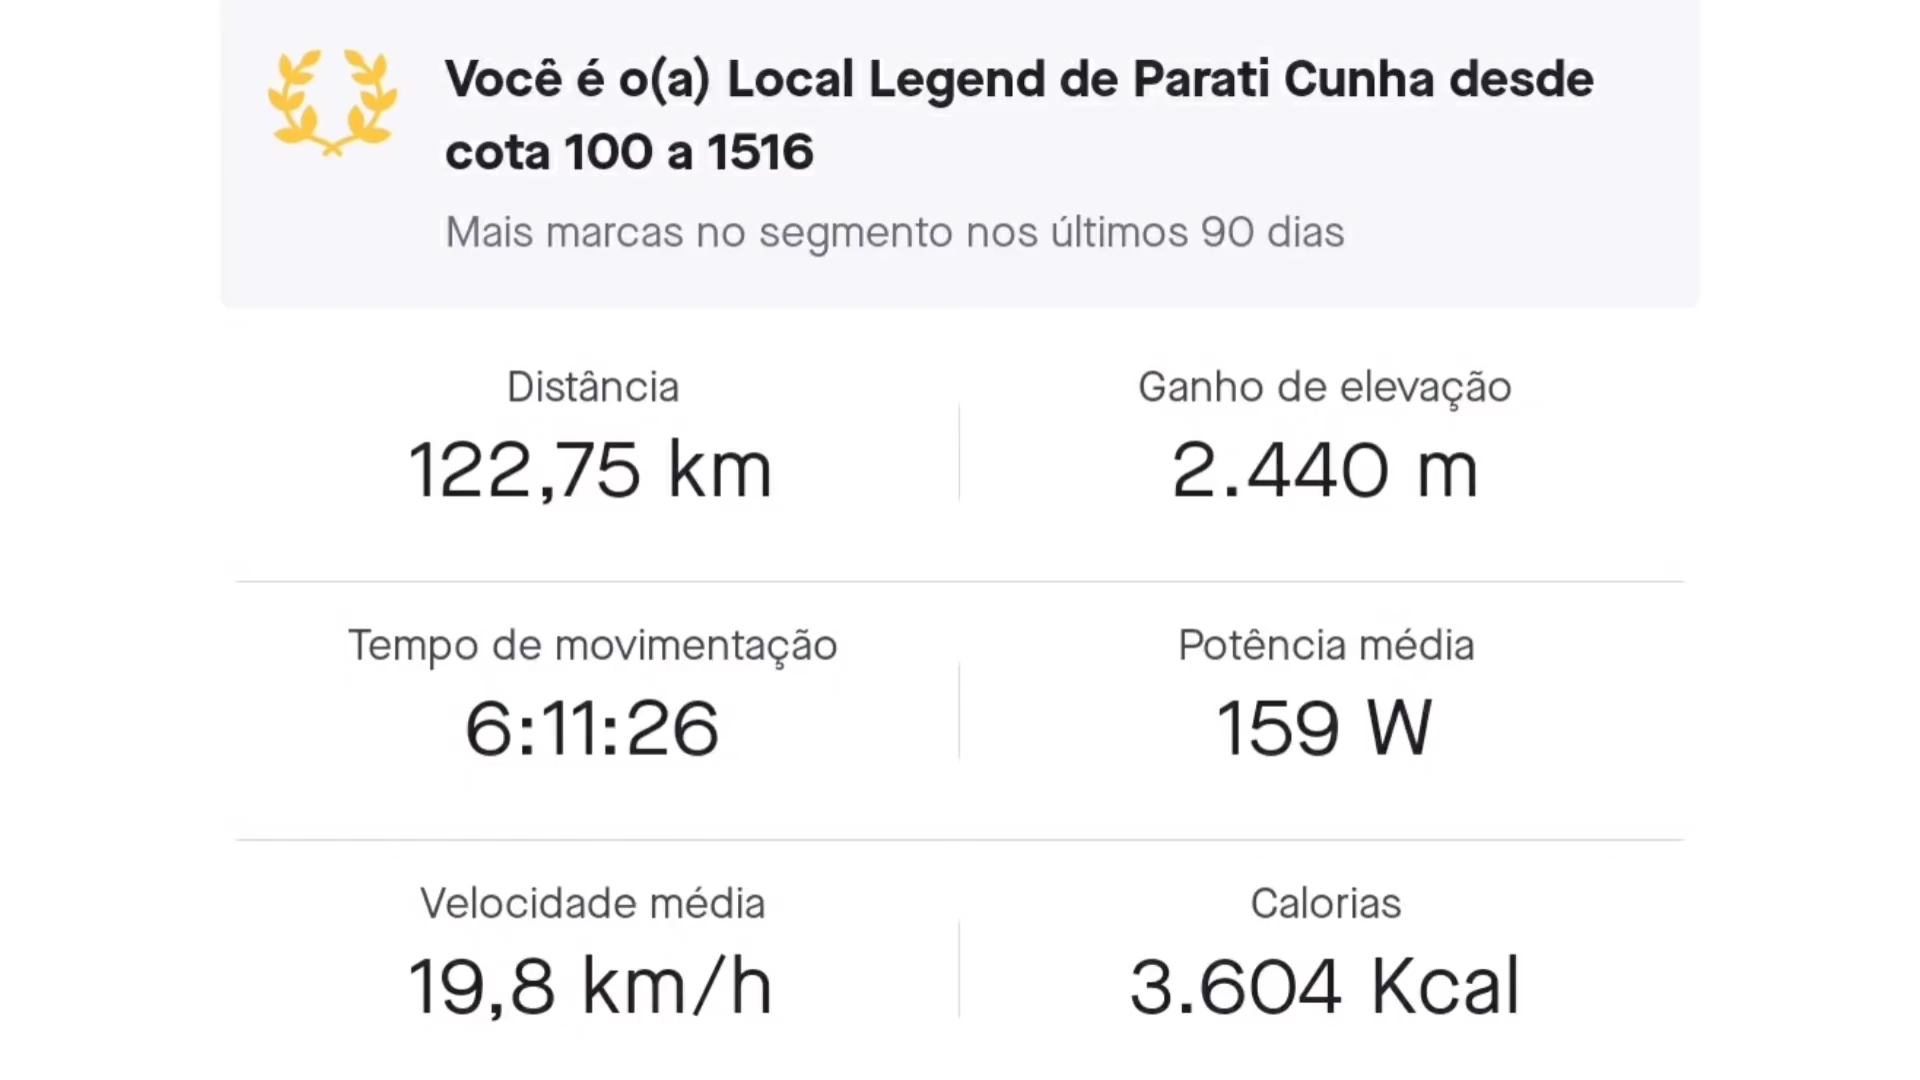 Você é o(a) Local Legend de Parati Cunha desde
cota 100 a 1516
Mais marcas no segmento nos últimos 90 dias
Distância
122,75 km
Ganho de elevação
2.440 m
Tempo de movimentação
6:11:26
Potência média
159 W
Velocidade média
19,8 km/h
Calorias
3.604 Kcal